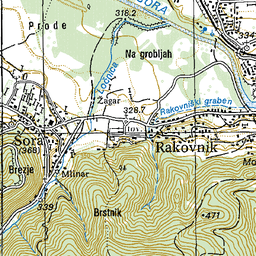 318.2
SORA
Prode
Na grobljah
334
Ločnica
Žagar
328.7
Rakovniški graben
tov.
Sora
(368)
Rakovnik
Brezje
Mlinar
Mo
339
Brstnik
471